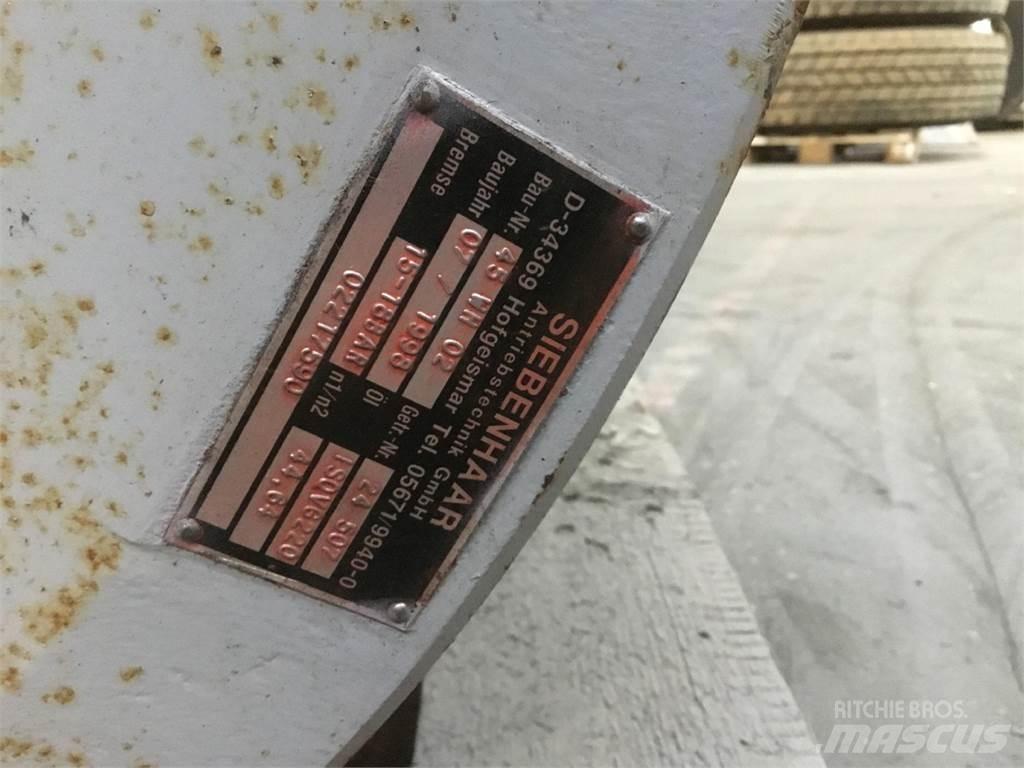 SIEBENHAAR
Antriebstechnik GmbH
D-34369 Hofgeismar Tel. 05671/9940-0
Bau-Nr. 45 UN 02 Getr.-Nr. 24 507
Baujahr 07 / 1998 Öl ISOVG220
Bremse 15-18BAR n1/n2 44,64
02217590
RITCHIE BROS.
MASCUS